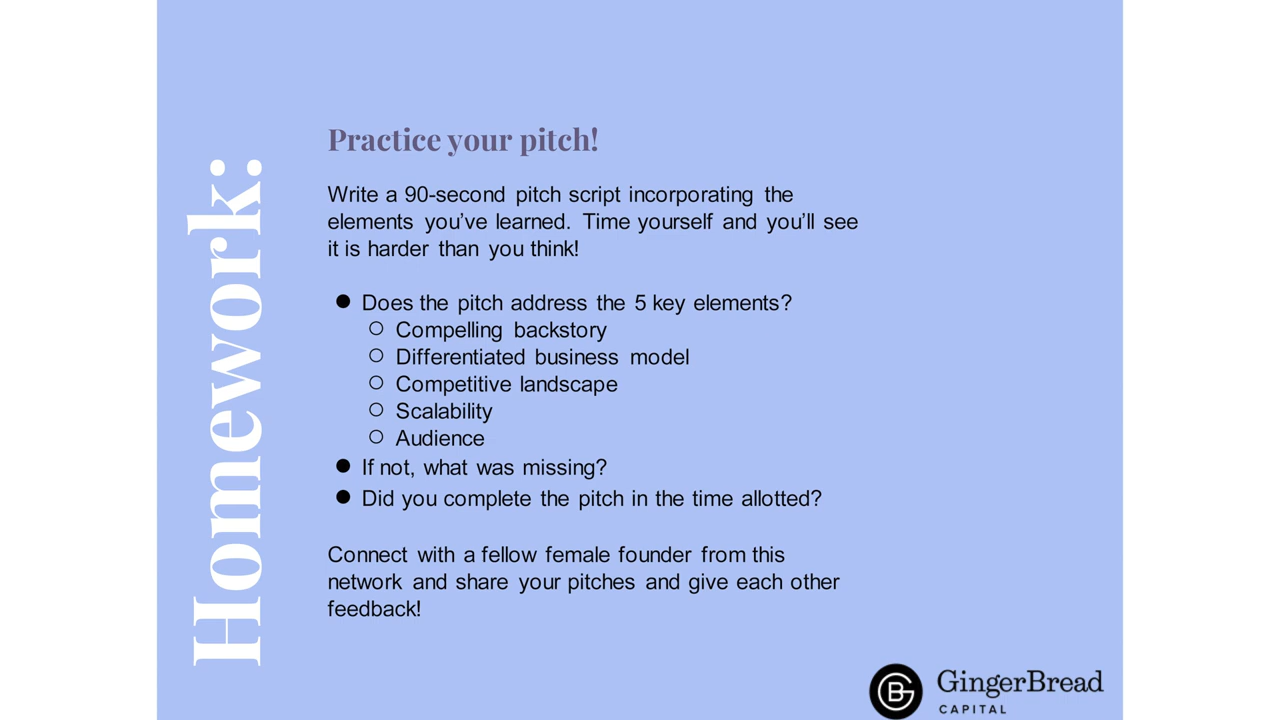 Homework:
Practice your pitch!
Write a 90-second pitch script incorporating the
elements you’ve learned. Time yourself and you’ll see
it is harder than you think!
● Does the pitch address the 5 key elements?
○ Compelling backstory
○ Differentiated business model
○ Competitive landscape
○ Scalability
○ Audience
● If not, what was missing?
● Did you complete the pitch in the time allotted?
Connect with a fellow female founder from this
network and share your pitches and give each other
feedback!
GB
GingerBread
CAPITAL